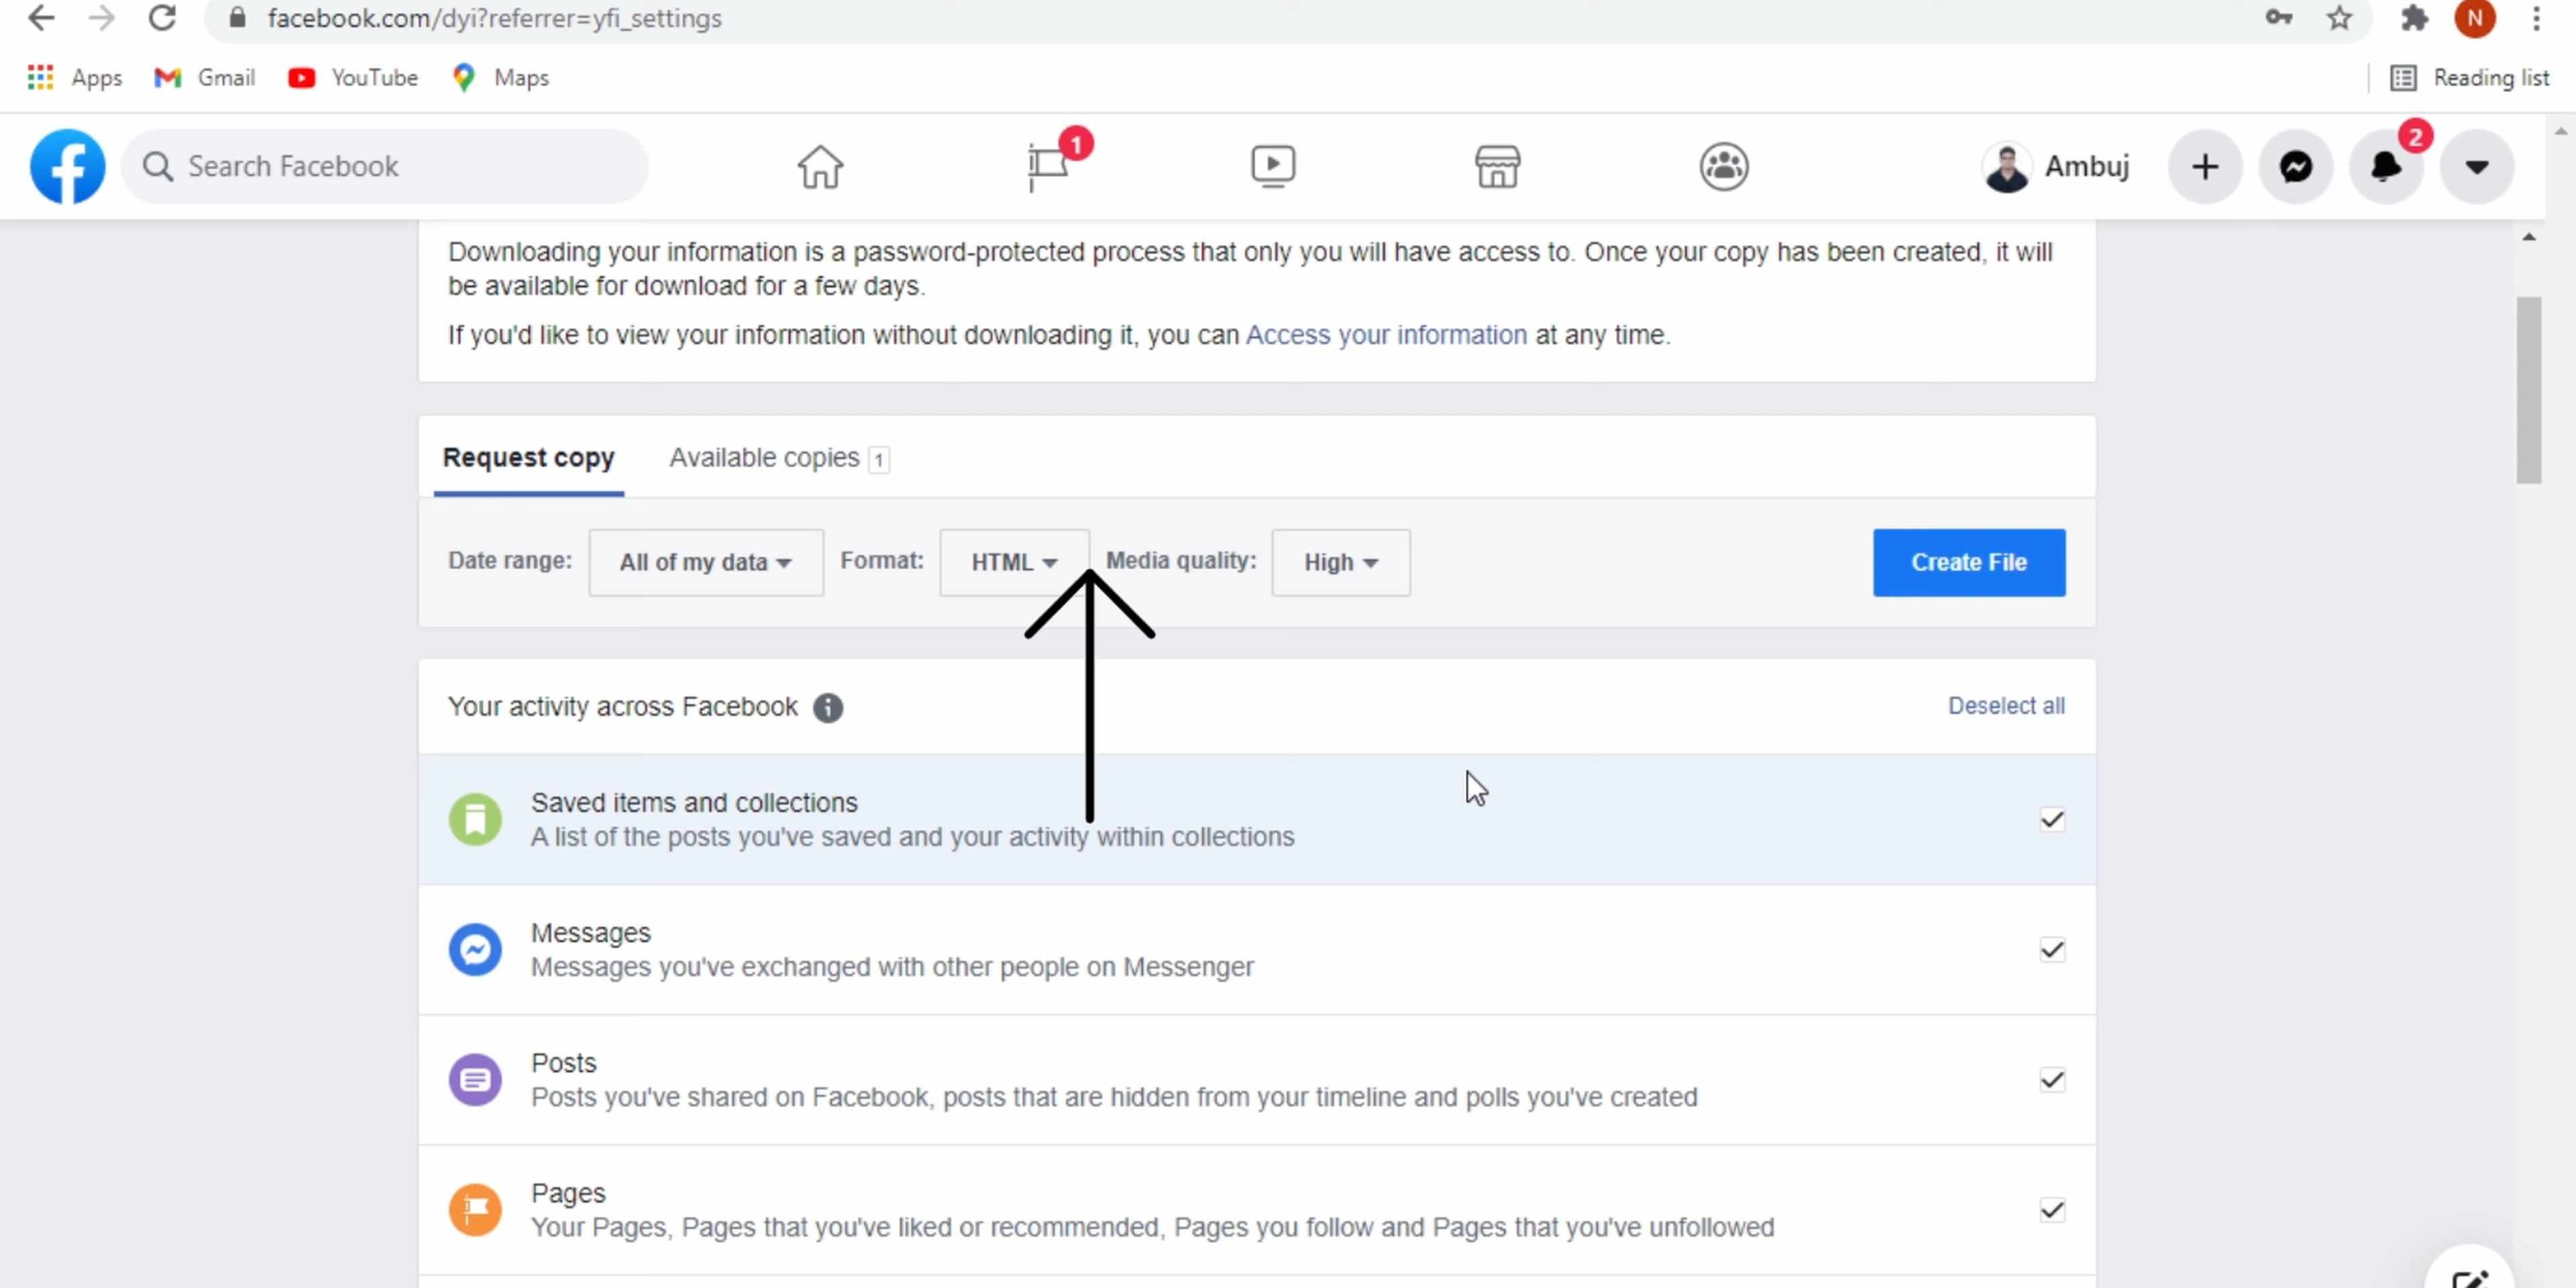 facebook.com/dyi?referrer=yfi_settings
N
Apps Gmail YouTube Maps Reading list
Search Facebook 1 Ambuj 2
Downloading your information is a password-protected process that only you will have access to. Once your copy has been created, it will
be available for download for a few days.
If you'd like to view your information without downloading it, you can Access your information at any time.
Request copy Available copies 1
Date range: All of my data Format: HTML Media quality: High Create File
Your activity across Facebook Deselect all
Saved items and collections
A list of the posts you've saved and your activity within collections
Messages
Messages you've exchanged with other people on Messenger
Posts
Posts you've shared on Facebook, posts that are hidden from your timeline and polls you've created
Pages
Your Pages, Pages that you've liked or recommended, Pages you follow and Pages that you've unfollowed